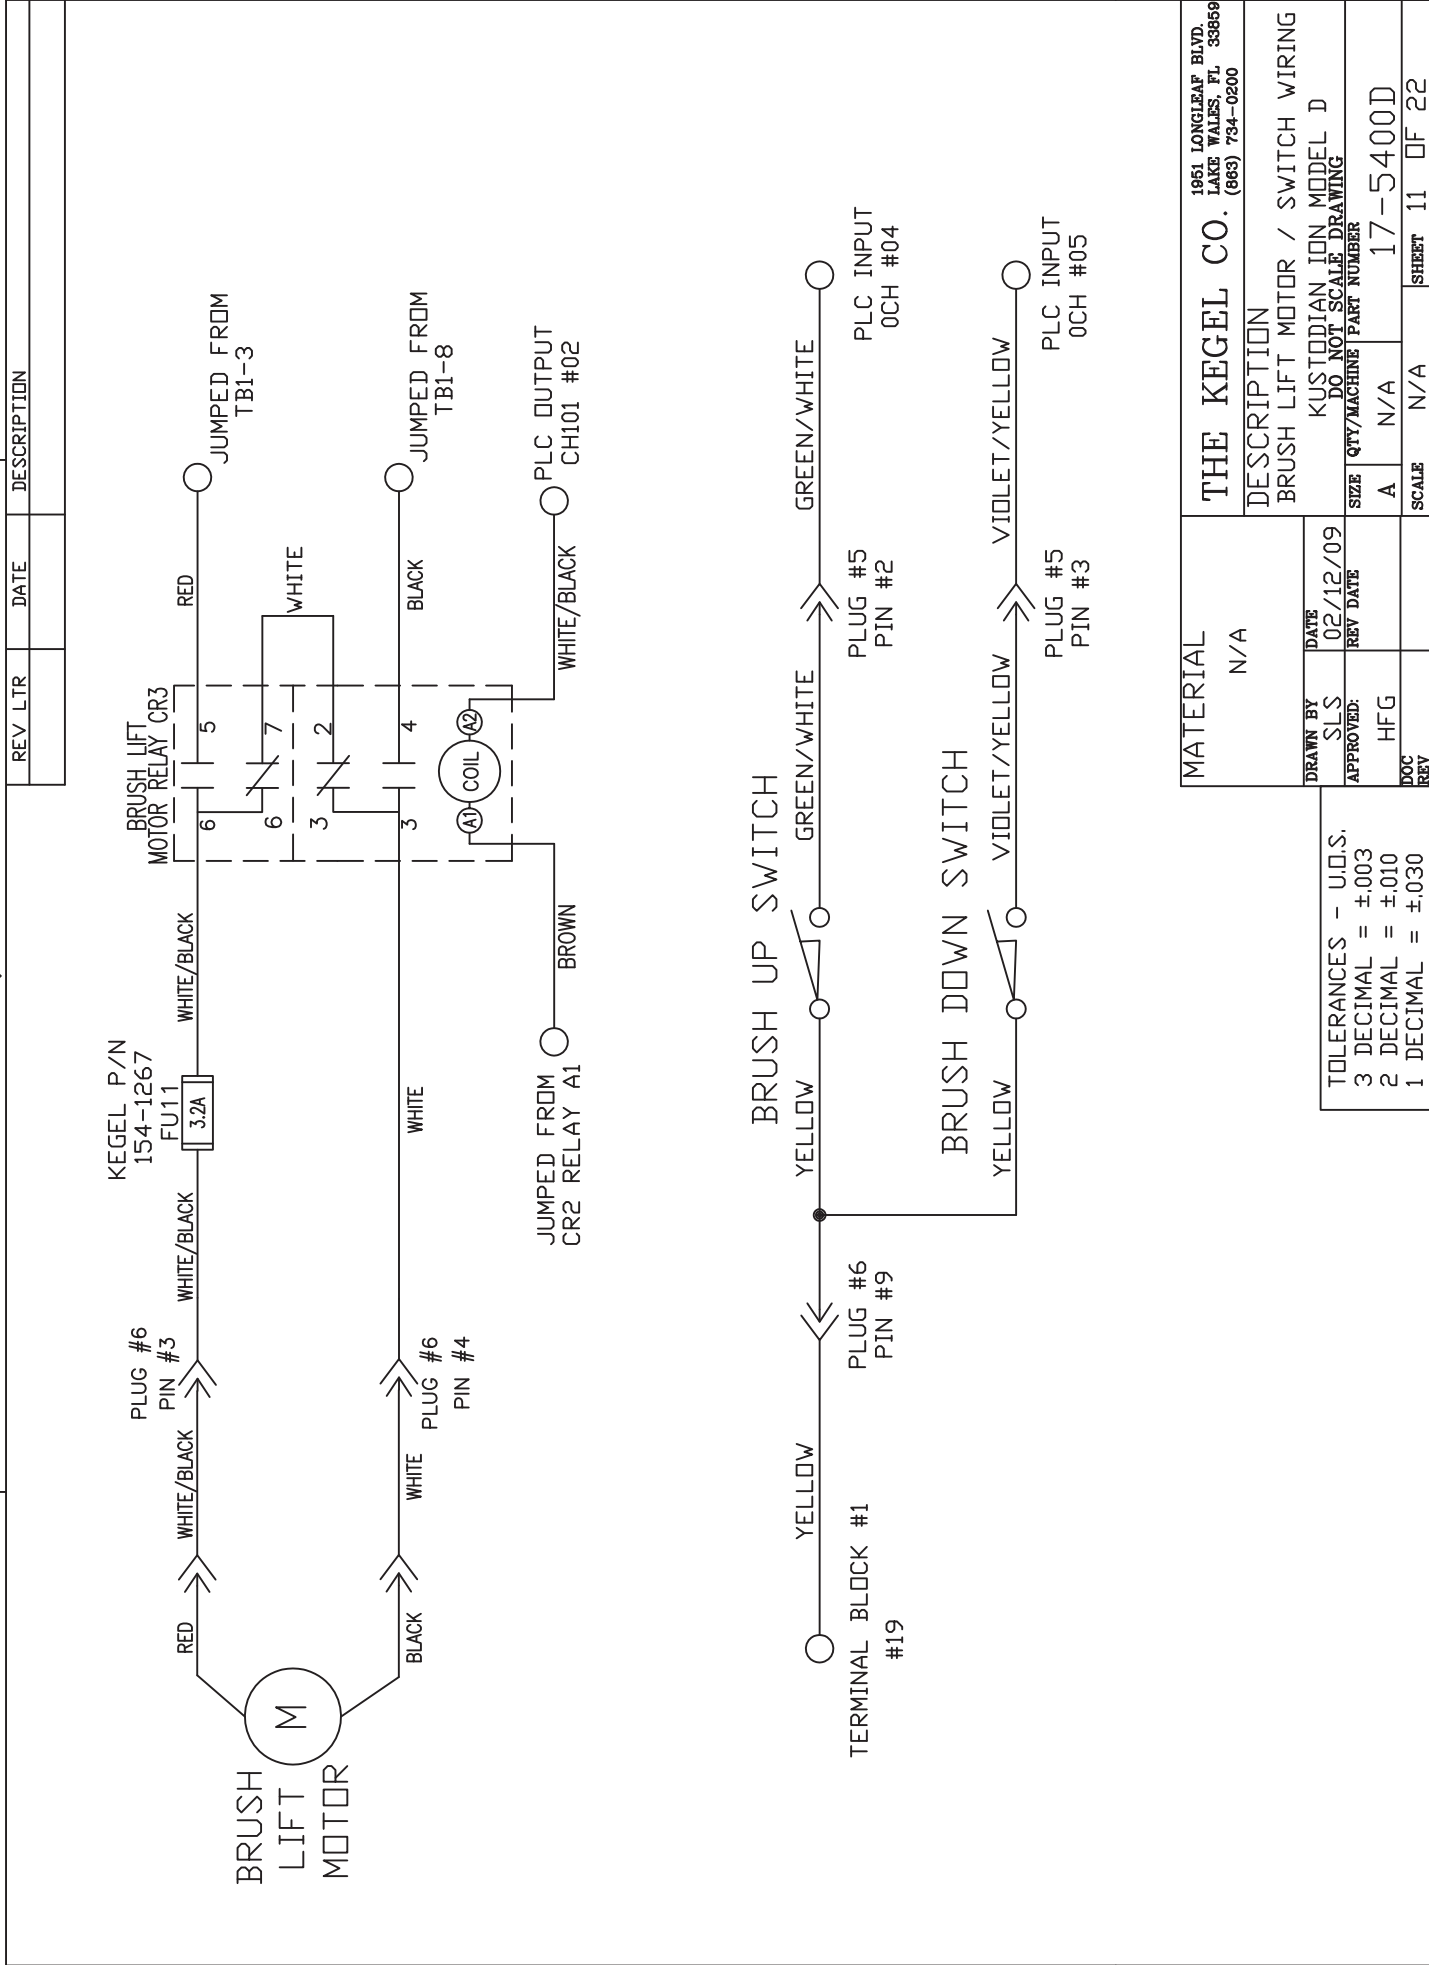 REV LTR
DATE
DESCRIPTION
BRUSH
LIFT
MOTOR
RED
WHITE/BLACK
PLUG #6
PIN #3
WHITE/BLACK
KEGEL P/N
154-1267
FU11
3.2A
WHITE/BLACK
BRUSH LIFT
MOTOR RELAY CR3
6
5
RED
JUMPED FROM
TB1-3
6
7
WHITE
3
2
BLACK
WHITE
PLUG #6
PIN #4
WHITE
3
4
BLACK
JUMPED FROM
TB1-8
A1
COIL
A2
JUMPED FROM
CR2 RELAY A1
BROWN
WHITE/BLACK
PLC OUTPUT
CH101 #02
BRUSH UP SWITCH
YELLOW
YELLOW
GREEN/WHITE
GREEN/WHITE
TERMINAL BLOCK #1
#19
PLUG #6
PIN #9
PLUG #5
PIN #2
PLC INPUT
0CH #04
BRUSH DOWN SWITCH
YELLOW
VIOLET/YELLOW
VIOLET/YELLOW
PLUG #5
PIN #3
PLC INPUT
0CH #05
TOLERANCES - U.O.S.
3 DECIMAL = ±.003
2 DECIMAL = ±.010
1 DECIMAL = ±.030
MATERIAL
N/A
DRAWN BY
SLS
DATE
02/12/09
APPROVED:
HFG
REV DATE
DOC
REV
THE KEGEL CO.
1951 LONGLEAF BLVD.
LAKE WALES, FL 33859
(863) 734-0200
DESCRIPTION
BRUSH LIFT MOTOR / SWITCH WIRING
KUSTODIAN ION MODEL D
DO NOT SCALE DRAWING
SIZE
A
QTY/MACHINE
N/A
PART NUMBER
17-5400D
SCALE
N/A
SHEET 11 OF 22